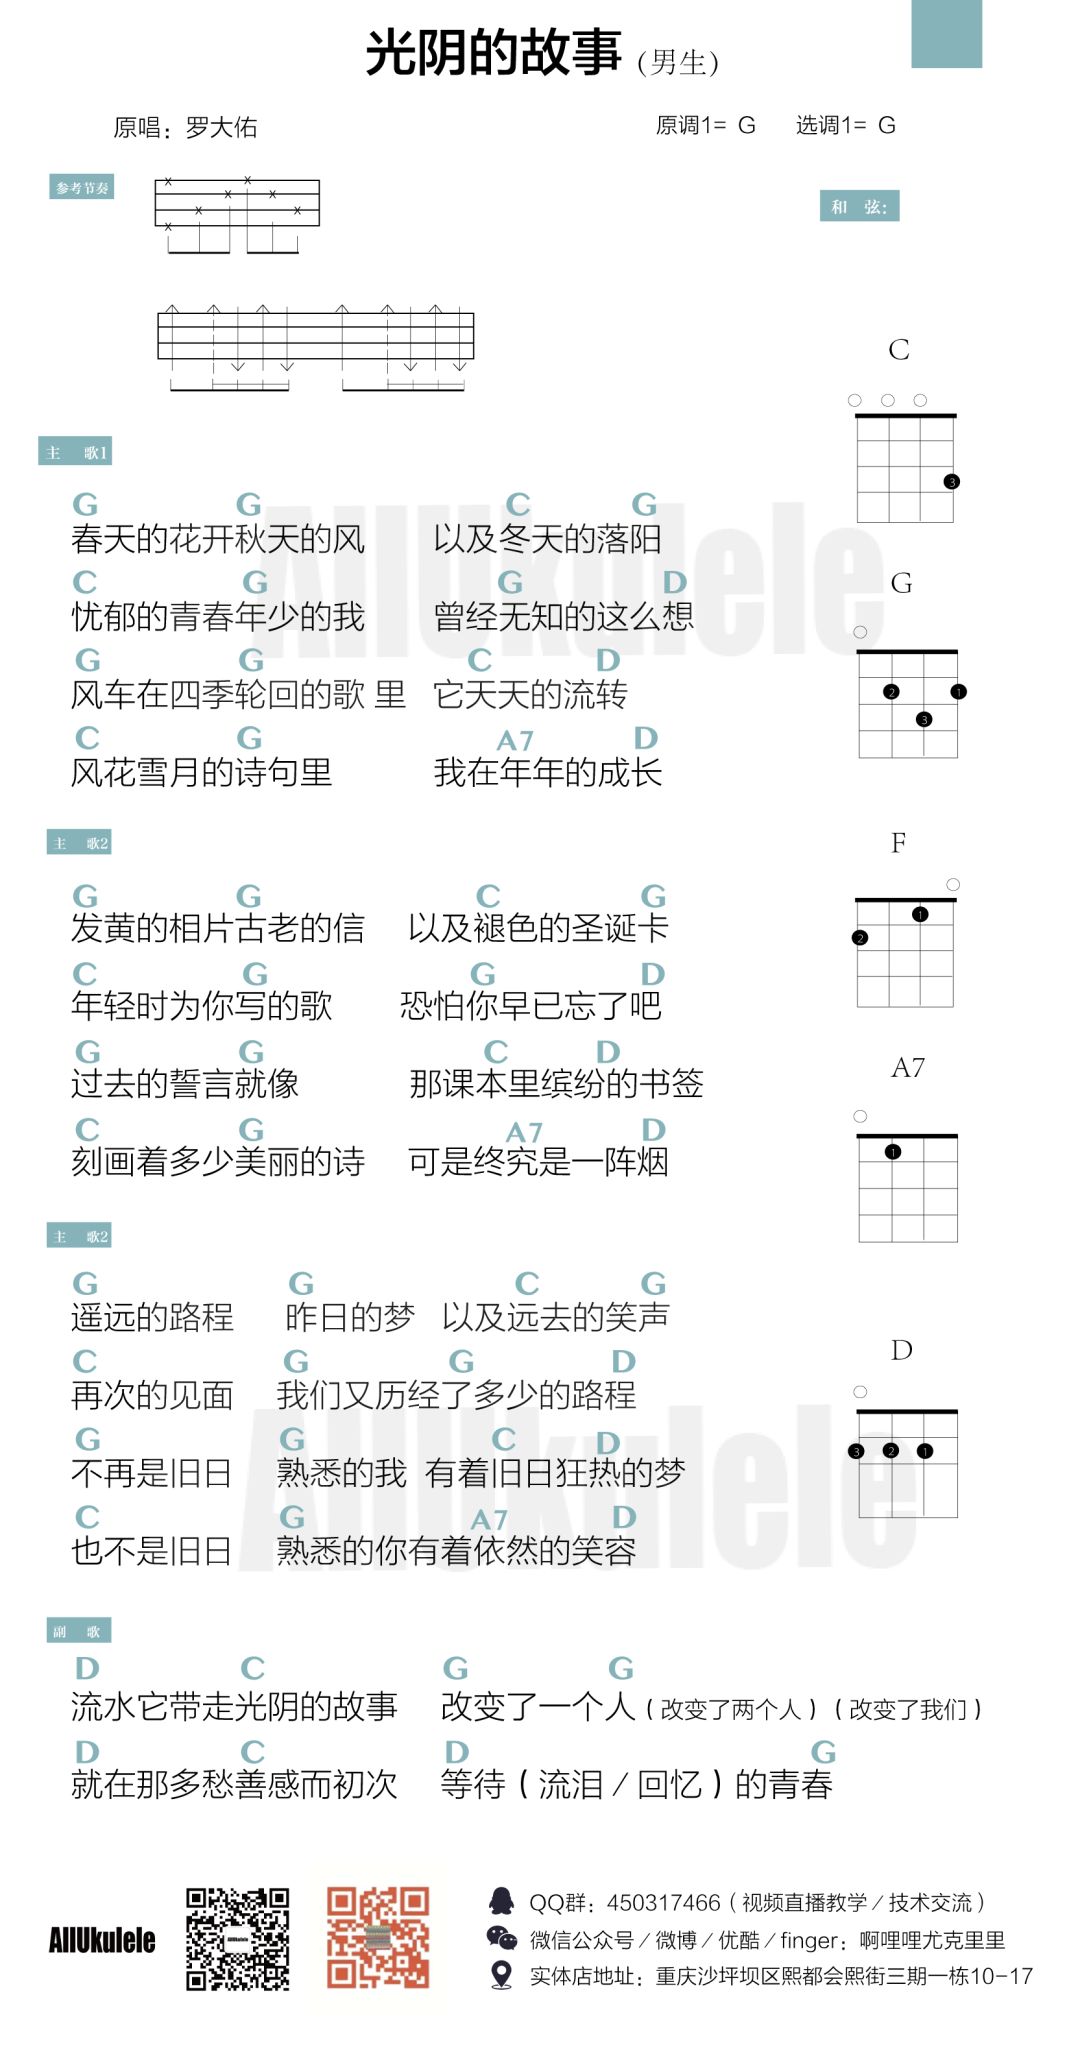 光阴的故事（男生）
原唱：罗大佑
原调1= G 选调1= G
参考节奏
和 弦：
C
3
G
2 1
3
F
1
2
A7
1
D
3 2 1
主 歌1
G G C G
春天的花开秋天的风 以及冬天的落阳
C G G D
忧郁的青春年少的我 曾经无知的这么想
G G C D
风车在四季轮回的歌 里 它天天的流转
C G A7 D
风花雪月的诗句里 我在年年的成长
主 歌2
G G C G
发黄的相片古老的信 以及褪色的圣诞卡
C G G D
年轻时为你写的歌 恐怕你早已忘了吧
G G C D
过去的誓言就像 那课本里缤纷的书签
C G A7 D
刻画着多少美丽的诗 可是终究是一阵烟
主 歌2
G G C G
遥远的路程 昨日的梦 以及远去的笑声
C G G D
再次的见面 我们又历经了多少的路程
G G C D
不再是旧日 熟悉的我 有着旧日狂热的梦
C G A7 D
也不是旧日 熟悉的你有着依然的笑容
副 歌
D C G G
流水它带走光阴的故事 改变了一个人（改变了两个人）（改变了我们）
D C D G
就在那多愁善感而初次 等待（流泪／回忆）的青春
AllUkulele
QQ群：450317466（视频直播教学／技术交流）
微信公众号／微博／优酷／finger：啊哩哩尤克里里
实体店地址：重庆沙坪坝区熙都会熙街三期一栋10-17
AllUkulele
AllUkulele
AllUkulele